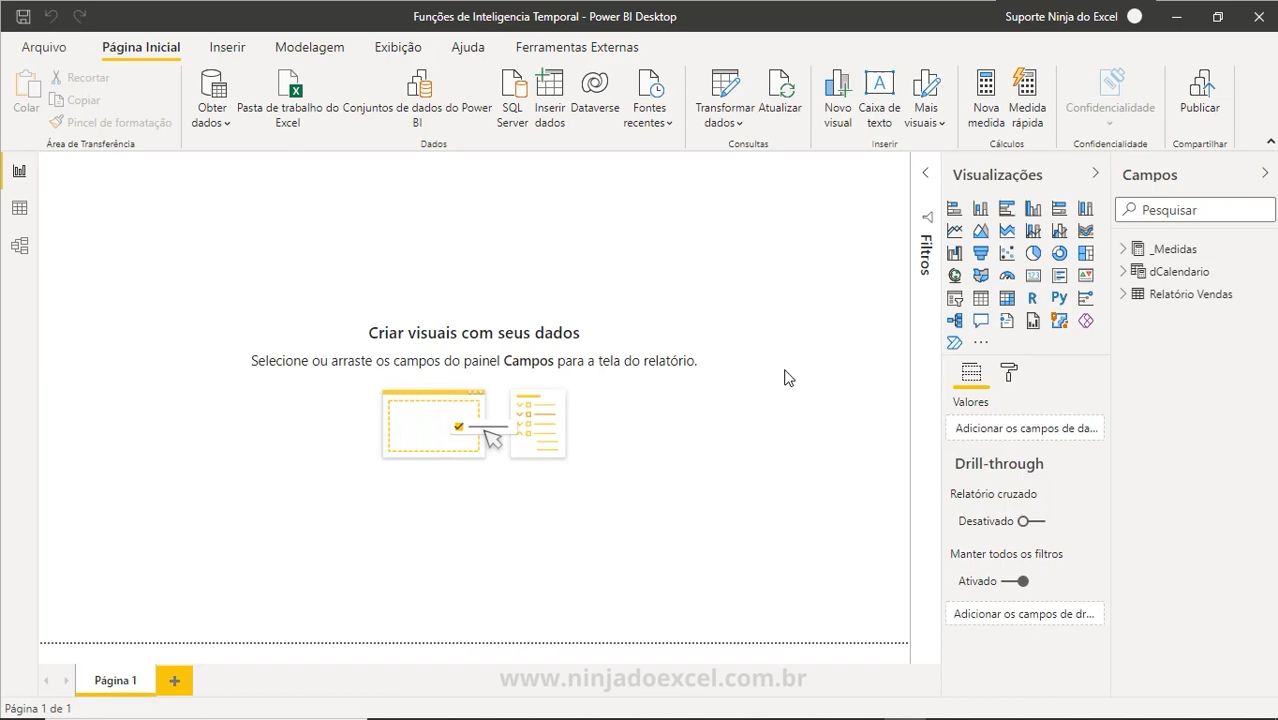 Funções de Inteligencia Temporal - Power BI Desktop
Suporte Ninja do Excel
Arquivo
Página Inicial
Inserir
Modelagem
Exibição
Ajuda
Ferramentas Externas
Colar
Recortar
Copiar
Pincel de formatação
Área de Transferência
Obter dados
Pasta de trabalho do Excel
Conjuntos de dados do Power BI
SQL Server
Inserir dados
Dataverse
Fontes recentes
Dados
Transformar dados
Atualizar
Consultas
Novo visual
Caixa de texto
Mais visuais
Inserir
Nova medida
Medida rápida
Cálculos
Confidencialidade
Confidencialidade
Publicar
Compartilhar
Criar visuais com seus dados
Selecione ou arraste os campos do painel Campos para a tela do relatório.
Filtros
Visualizações
R
Py
Valores
Adicionar os campos de da...
Drill-through
Relatório cruzado
Desativado
Manter todos os filtros
Ativado
Adicionar os campos de dr...
Campos
Pesquisar
_Medidas
dCalendario
Relatório Vendas
Página 1
www.ninjadoexcel.com.br
Página 1 de 1